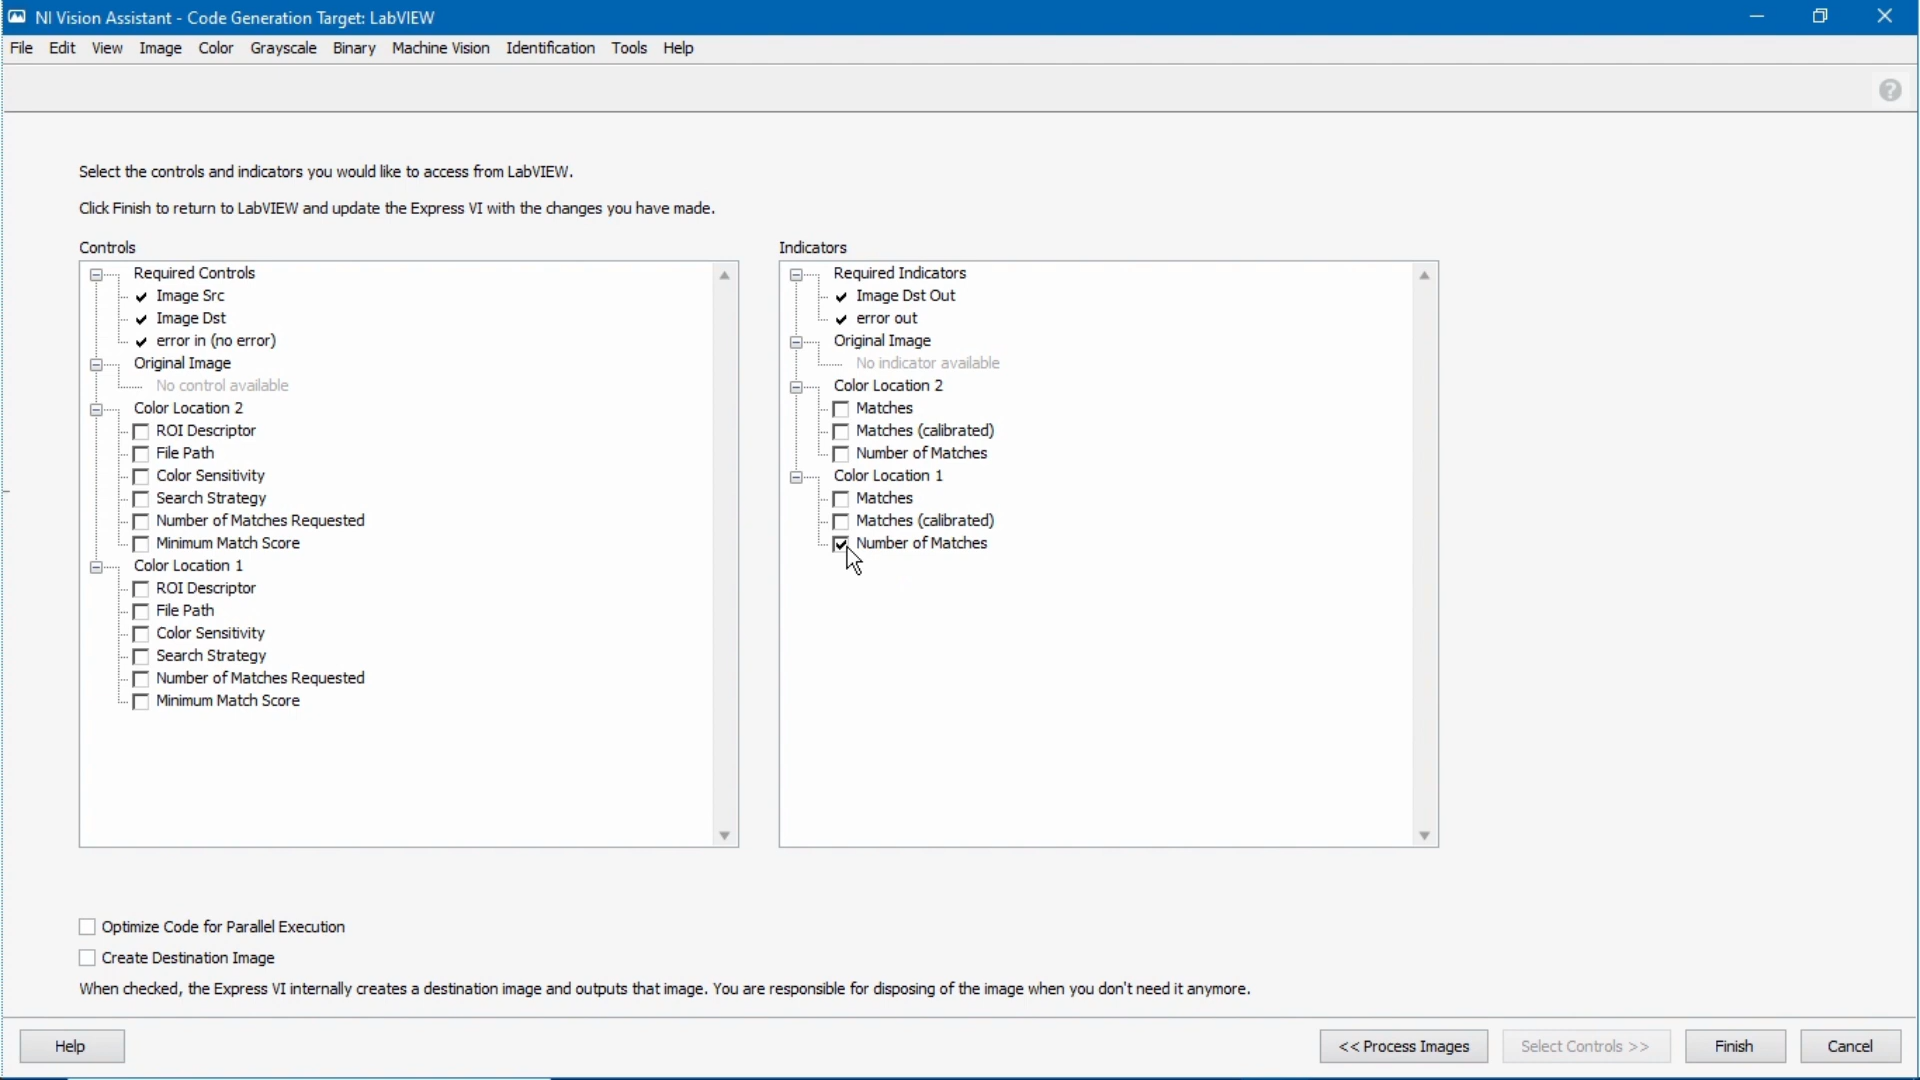 NI Vision Assistant - Code Generation Target: LabVIEW
File Edit View Image Color Grayscale Binary Machine Vision Identification Tools Help
Select the controls and indicators you would like to access from LabVIEW.
Click Finish to return to LabVIEW and update the Express VI with the changes you have made.
Controls
Required Controls
Image Src
Image Dst
error in (no error)
Original Image
No control available
Color Location 2
ROI Descriptor
File Path
Color Sensitivity
Search Strategy
Number of Matches Requested
Minimum Match Score
Color Location 1
ROI Descriptor
File Path
Color Sensitivity
Search Strategy
Number of Matches Requested
Minimum Match Score
Indicators
Required Indicators
Image Dst Out
error out
Original Image
No indicator available
Color Location 2
Matches
Matches (calibrated)
Number of Matches
Color Location 1
Matches
Matches (calibrated)
Number of Matches
Optimize Code for Parallel Execution
Create Destination Image
When checked, the Express VI internally creates a destination image and outputs that image. You are responsible for disposing of the image when you don't need it anymore.
Help << Process Images Select Controls >> Finish Cancel